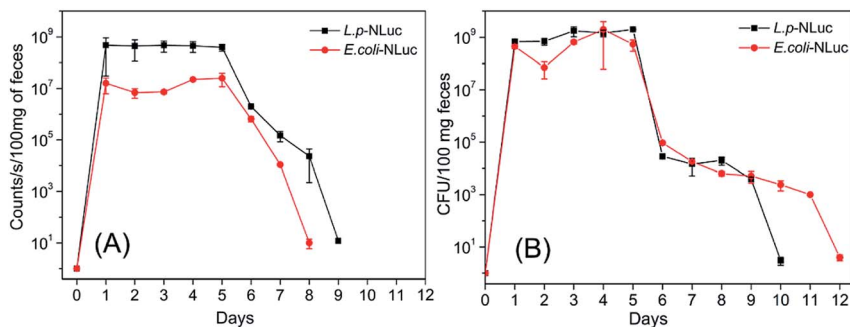 (A)
L.p-NLuc
E.coli-NLuc
Counts/s/100mg of feces
10⁹
10⁷
10⁵
10³
10¹
0 1 2 3 4 5 6 7 8 9 10 11 12
Days
(B)
L.p-NLuc
E.coli-NLuc
CFU/100 mg feces
10⁹
10⁷
10⁵
10³
10¹
0 1 2 3 4 5 6 7 8 9 10 11 12
Days